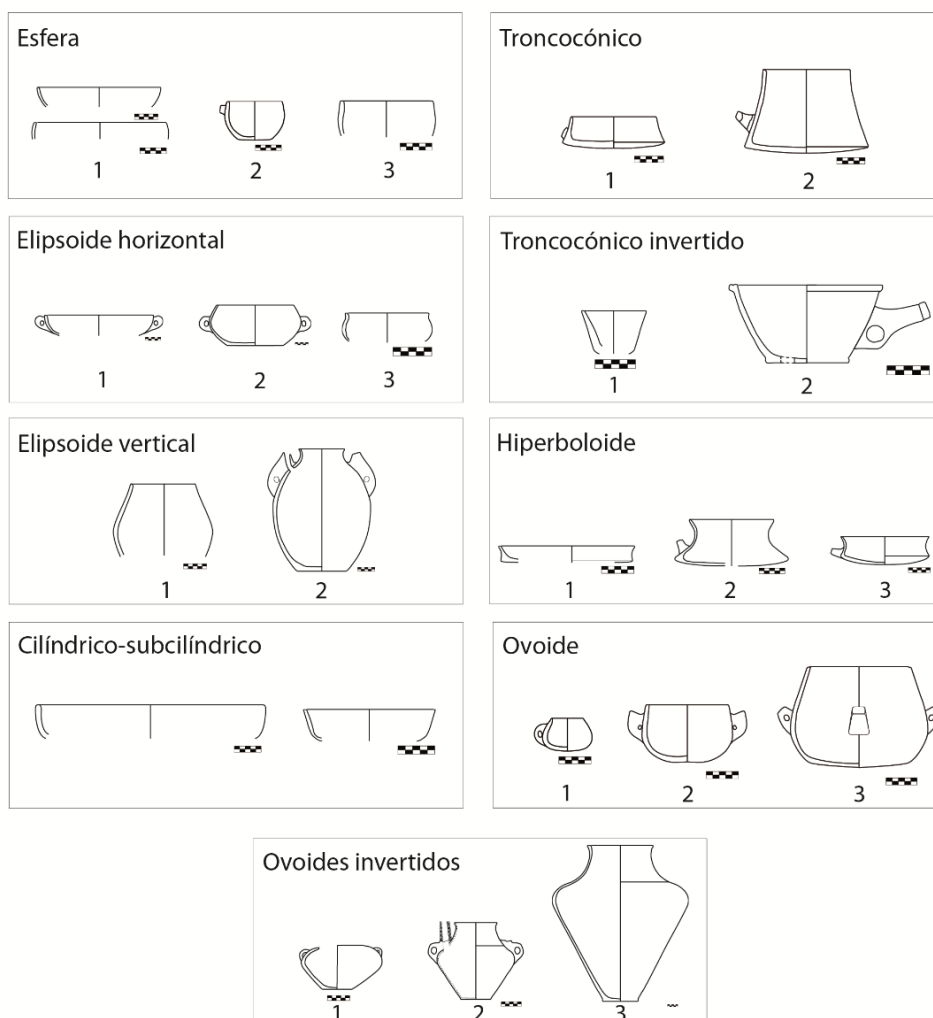 Esfera
1
2
3
Troncocónico
1
2
Elipsoide horizontal
1
2
3
Troncocónico invertido
1
2
Elipsoide vertical
1
2
Hiperboloide
1
2
3
Cilíndrico-subcilíndrico
Ovoide
1
2
3
Ovoides invertidos
1
2
3